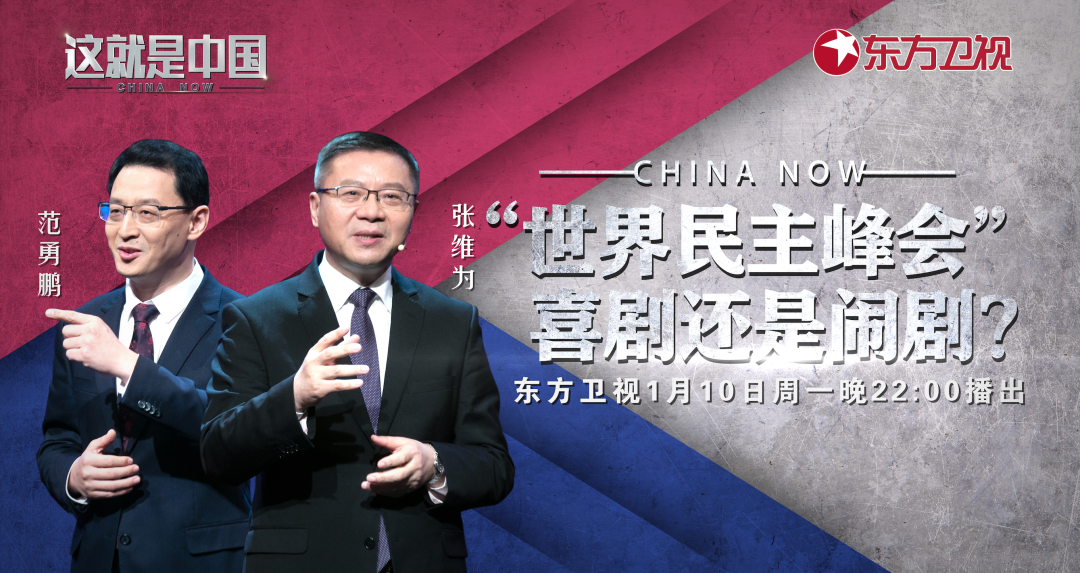 这就是中国
CHINA NOW
东方卫视
范勇鹏
张维为
CHINA NOW
“世界民主峰会”
喜剧还是闹剧？
东方卫视1月10日周一晚22:00播出